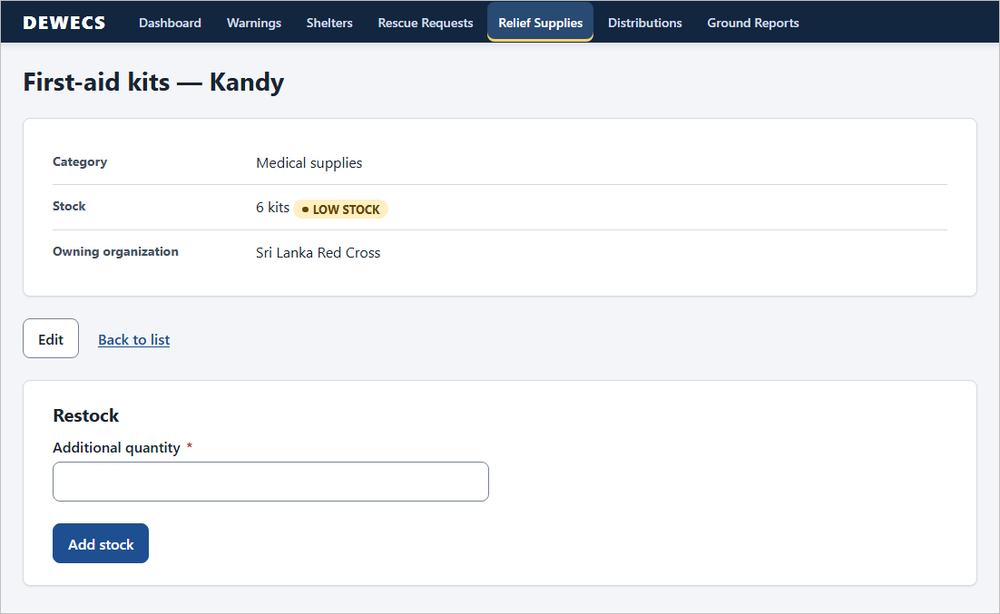 DEWECS Dashboard Warnings Shelters Rescue Requests Relief Supplies Distributions Ground Reports
First-aid kits — Kandy
Category Medical supplies
Stock 6 kits LOW STOCK
Owning organization Sri Lanka Red Cross
Edit Back to list
Restock
Additional quantity *
Add stock